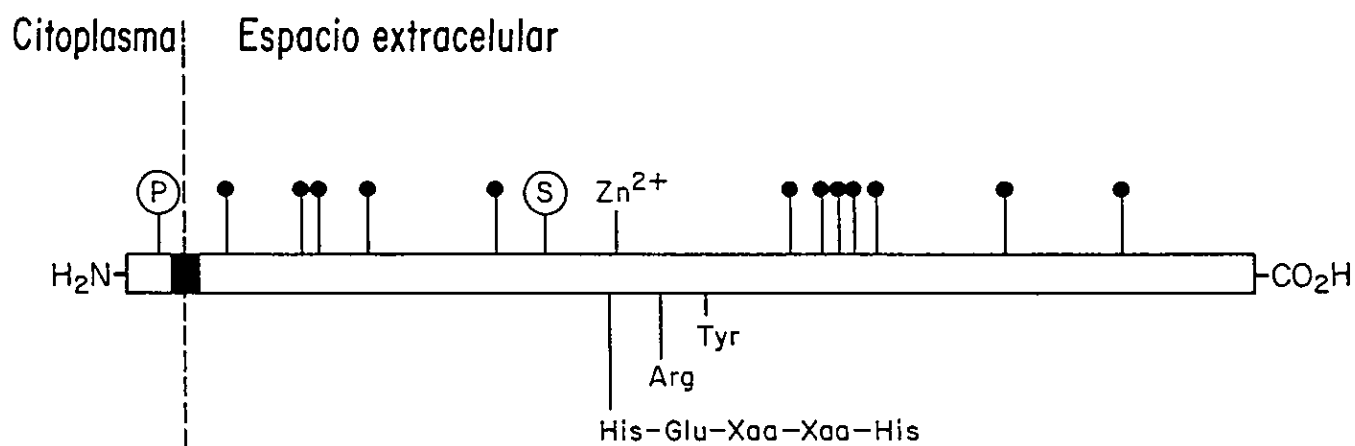 Citoplasma Espacio extracelular
P S Zn2+
H2N CO2H
Tyr
Arg
His-Glu-Xaa-Xaa-His